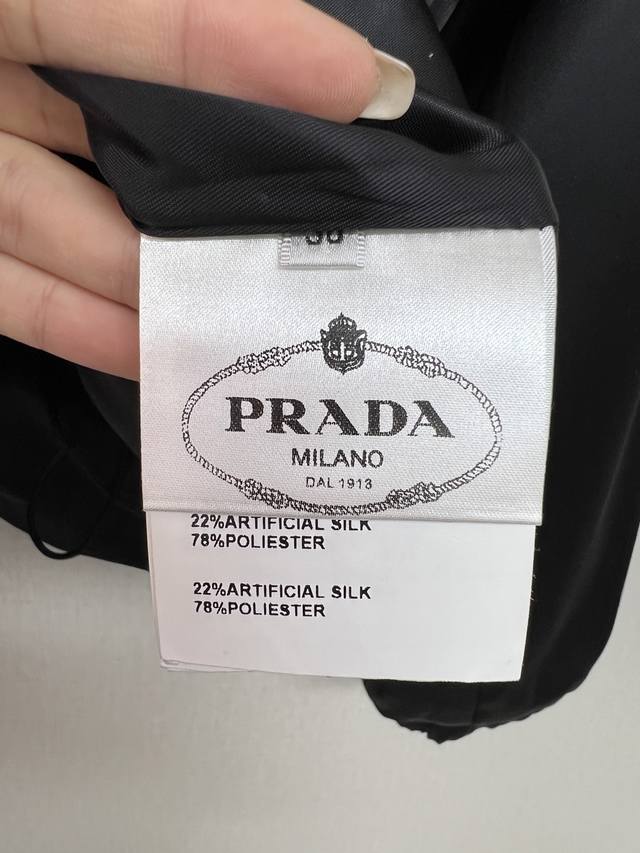 PRADA
MILANO
DAL 1913
22%ARTIFICIAL SILK
78%POLIESTER
22%ARTIFICIAL SILK
78%POLIESTER